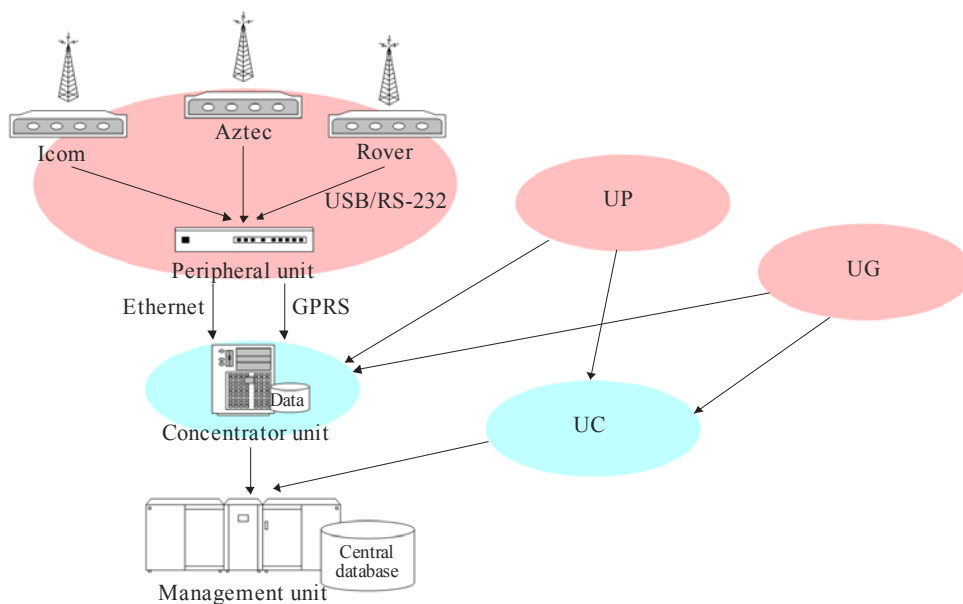 Aztec
Icom
Rover
USB/RS-232
UP
Peripheral unit
UG
Ethernet
GPRS
Data
UC
Concentrator unit
Central
database
Management unit